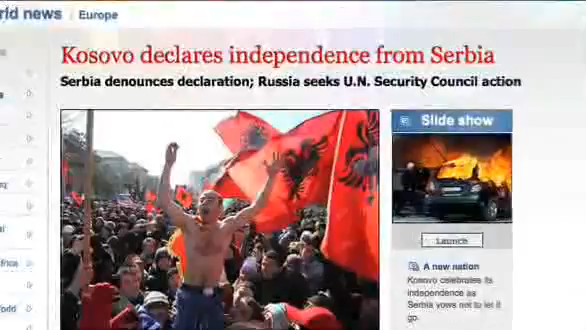 world news | Europe
Kosovo declares independence from Serbia
Serbia denounces declaration; Russia seeks U.N. Security Council action
Slide show
Launch
A new nation
Kosovo celebrates its
independence as
Serbia vows not to let it
go.